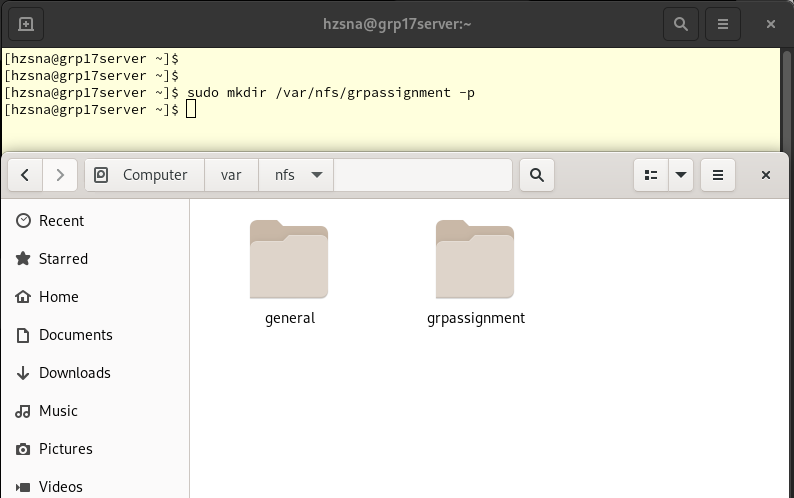 hzsna@grp17server:~
[hzsna@grp17server ~]$
[hzsna@grp17server ~]$
[hzsna@grp17server ~]$ sudo mkdir /var/nfs/grpassignment -p
[hzsna@grp17server ~]$
Computer var nfs
Recent
Starred
Home
Documents
Downloads
Music
Pictures
Videos
general grpassignment